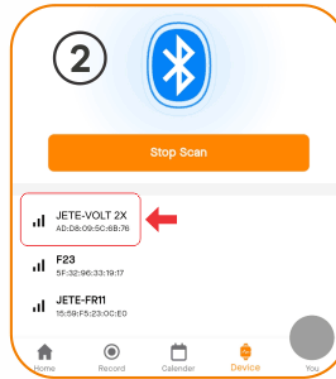 2
Stop Scan
JETE-VOLT 2X
AD:D8:09:5C:6B:76
F23
5F:32:96:33:19:17
JETE-FR11
15:59:F5:23:0C:E0
Home Record Calender Device You